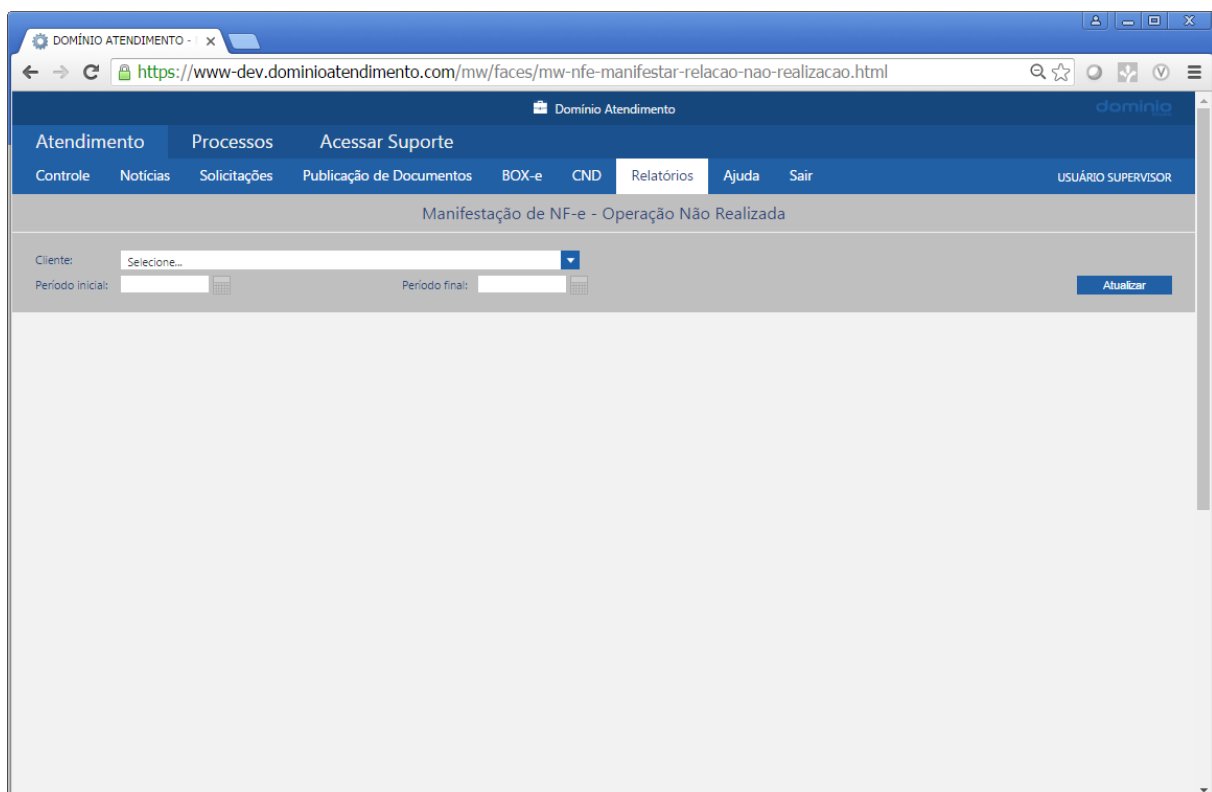 DOMÍNIO ATENDIMENTO -
https://www-dev.dominioatendimento.com/mw/faces/mw-nfe-manifestar-relacao-nao-realizacao.html
Domínio Atendimento
domínio
Atendimento Processos Acessar Suporte
Controle Notícias Solicitações Publicação de Documentos BOX-e CND Relatórios Ajuda Sair USUÁRIO SUPERVISOR
Manifestação de NF-e - Operação Não Realizada
Cliente: Selecione...
Período inicial: Período final: Atualizar